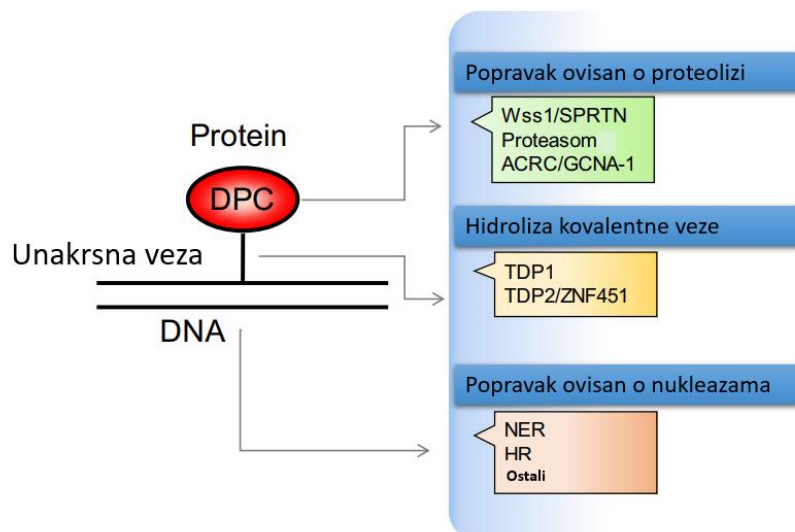 Protein
DPC
Unakrsna veza
DNA
Popravak ovisan o proteolizi
Wss1/SPRTN
Proteasom
ACRC/GCNA-1
Hidroliza kovalentne veze
TDP1
TDP2/ZNF451
Popravak ovisan o nukleazama
NER
HR
Ostali